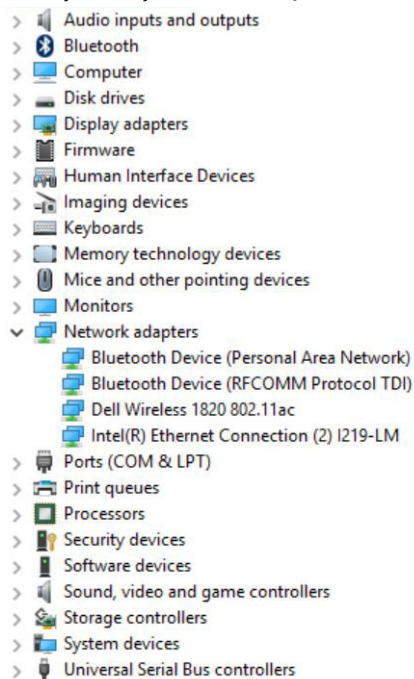 Audio inputs and outputs
Bluetooth
Computer
Disk drives
Display adapters
Firmware
Human Interface Devices
Imaging devices
Keyboards
Memory technology devices
Mice and other pointing devices
Monitors
Network adapters
Bluetooth Device (Personal Area Network)
Bluetooth Device (RFCOMM Protocol TDI)
Dell Wireless 1820 802.11ac
Intel(R) Ethernet Connection (2) I219-LM
Ports (COM & LPT)
Print queues
Processors
Security devices
Software devices
Sound, video and game controllers
Storage controllers
System devices
Universal Serial Bus controllers